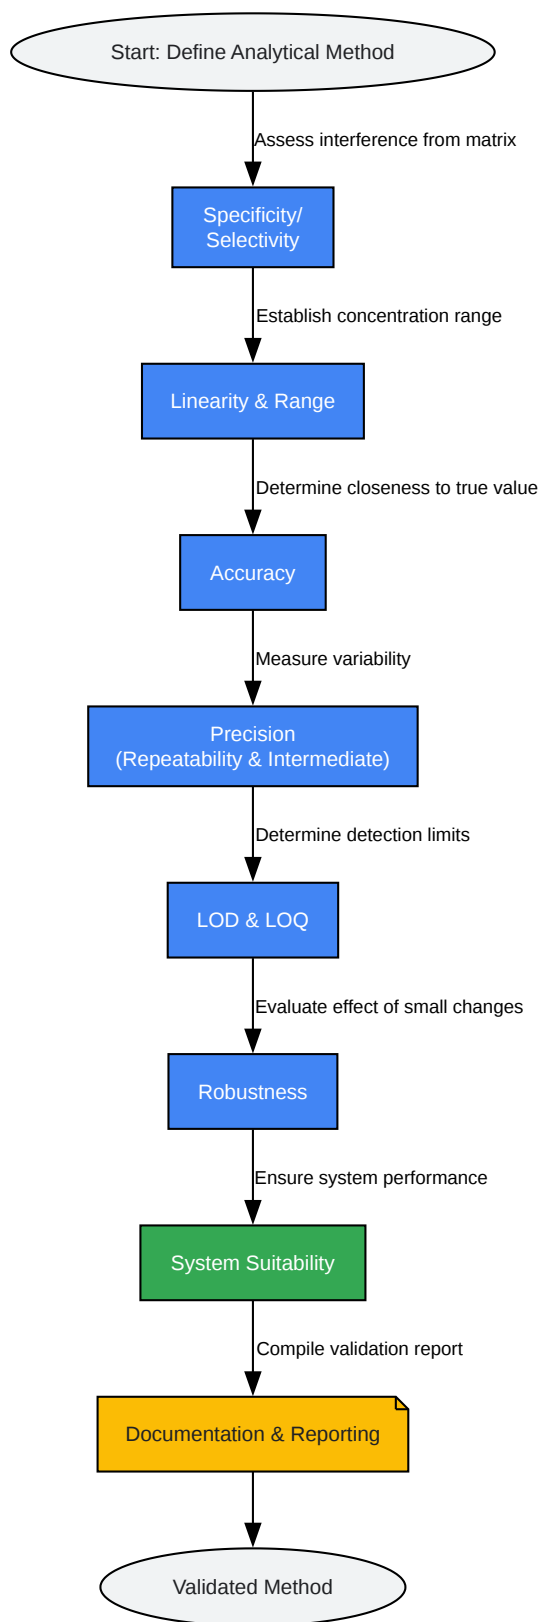 Start: Define Analytical Method
Assess interference from matrix
Specificity/
Selectivity
Establish concentration range
Linearity & Range
Determine closeness to true value
Accuracy
Measure variability
Precision
(Repeatability & Intermediate)
Determine detection limits
LOD & LOQ
Evaluate effect of small changes
Robustness
Ensure system performance
System Suitability
Compile validation report
Documentation & Reporting
Validated Method